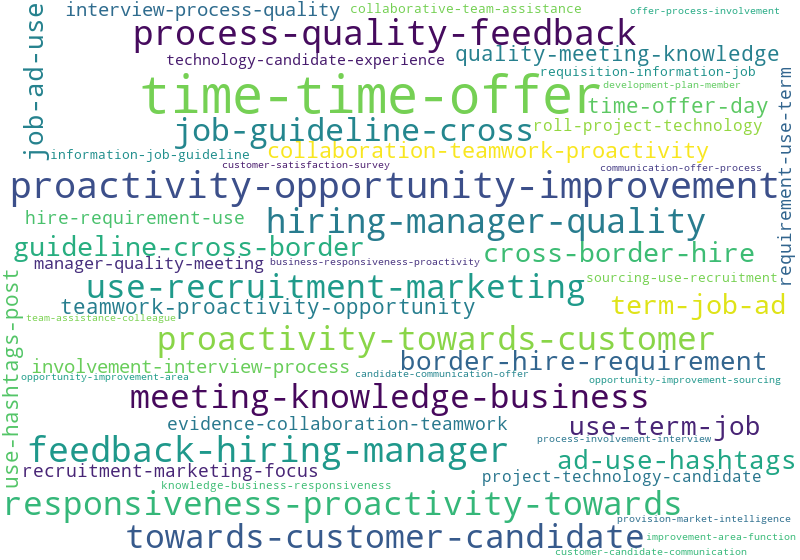 interview-process-quality
collaborative-team-assistance
offer-process-involvement
job-ad-use
process-quality-feedback
quality-meeting-knowledge
technology-candidate-experience
requisition-information-job
time-time-offer
development-plan-member
time-offer-day
job-guideline-cross
roll-project-technology
requirement-use-term
information-job-guideline
collaboration-teamwork-proactivity
customer-satisfaction-survey
communication-offer-process
proactivity-opportunity-improvement
hire-requirement-use
hiring-manager-quality
guideline-cross-border
cross-border-hire
manager-quality-meeting
business-responsiveness-proactivity
use-hashtags-post
use-recruitment-marketing
sourcing-use-recruitment
teamwork-proactivity-opportunity
term-job-ad
team-assistance-colleague
proactivity-towards-customer
involvement-interview-process
border-hire-requirement
opportunity-improvement-area
candidate-communication-offer
opportunity-improvement-sourcing
meeting-knowledge-business
evidence-collaboration-teamwork
use-term-job
feedback-hiring-manager
process-involvement-interview
ad-use-hashtags
recruitment-marketing-focus
project-technology-candidate
knowledge-business-responsiveness
responsiveness-proactivity-towards
provision-market-intelligence
towards-customer-candidate
improvement-area-function
customer-candidate-communication